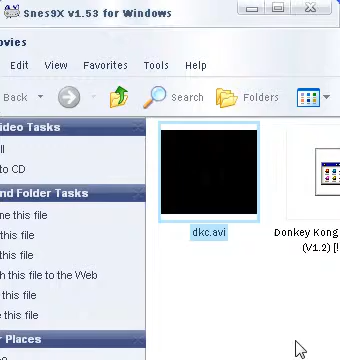 Snes9X v1.53 for Windows
ovies
Edit View Favorites Tools Help
Back Search Folders
ideo Tasks
ll
to CD
nd Folder Tasks
me this file
this file
this file
h this file to the Web
this file
e this file
r Places
dkc.avi
Donkey Kong
(V1.2) [!